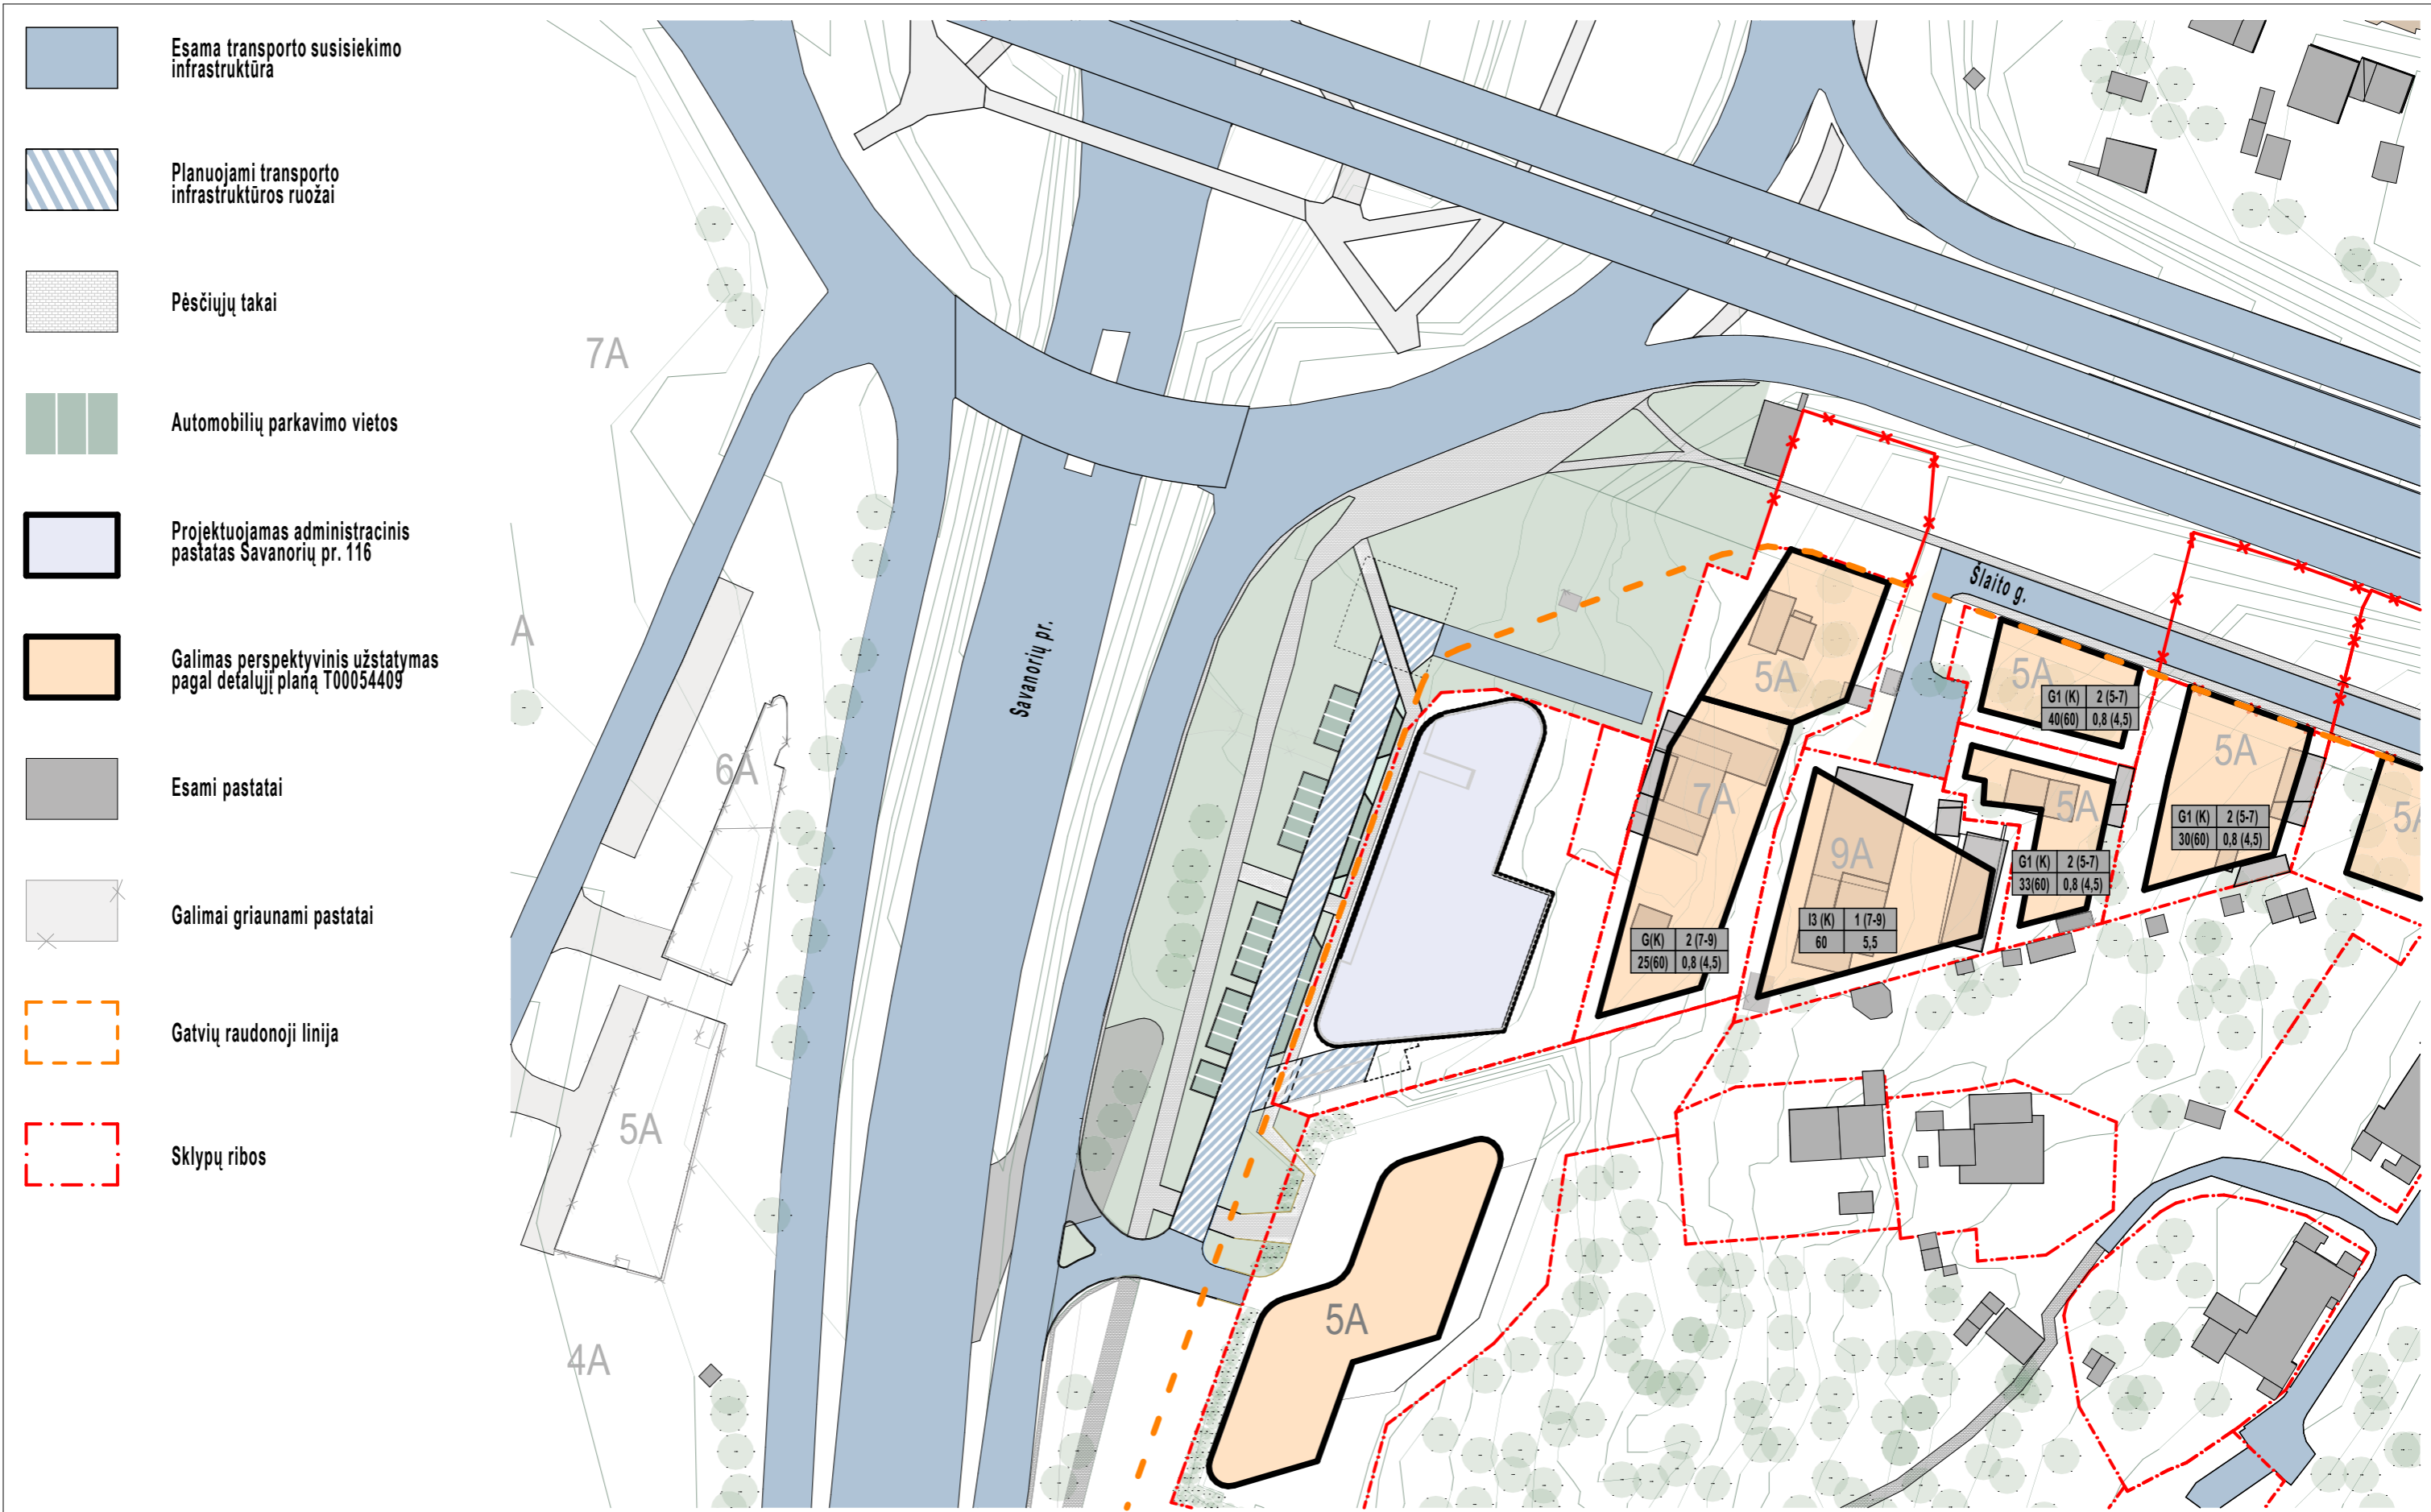 Esama transporto susisiekimo
infrastruktūra
Planuojami transporto
infrastruktūros ruožai
Pėsčiųjų takai
Automobilių parkavimo vietos
Projektuojamas administracinis
pastatas Savanorių pr. 116
Galimas perspektyvinis užstatymas
pagal detalųjį planą T00054409
Esami pastatai
Galimai griaunami pastatai
Gatvių raudonoji linija
Sklypų ribos
7A
A
6A
5A
4A
Savanorių pr.
Šlaito g.
5A
5A
G1 (K) 2 (5-7)
40(60) 0,8 (4,5)
5A
7A
5A
5A
G1 (K) 2 (5-7)
30(60) 0,8 (4,5)
9A
G1 (K) 2 (5-7)
33(60) 0,8 (4,5)
I3 (K) 1 (7-9)
60 5,5
G(K) 2 (7-9)
25(60) 0,8 (4,5)
5A